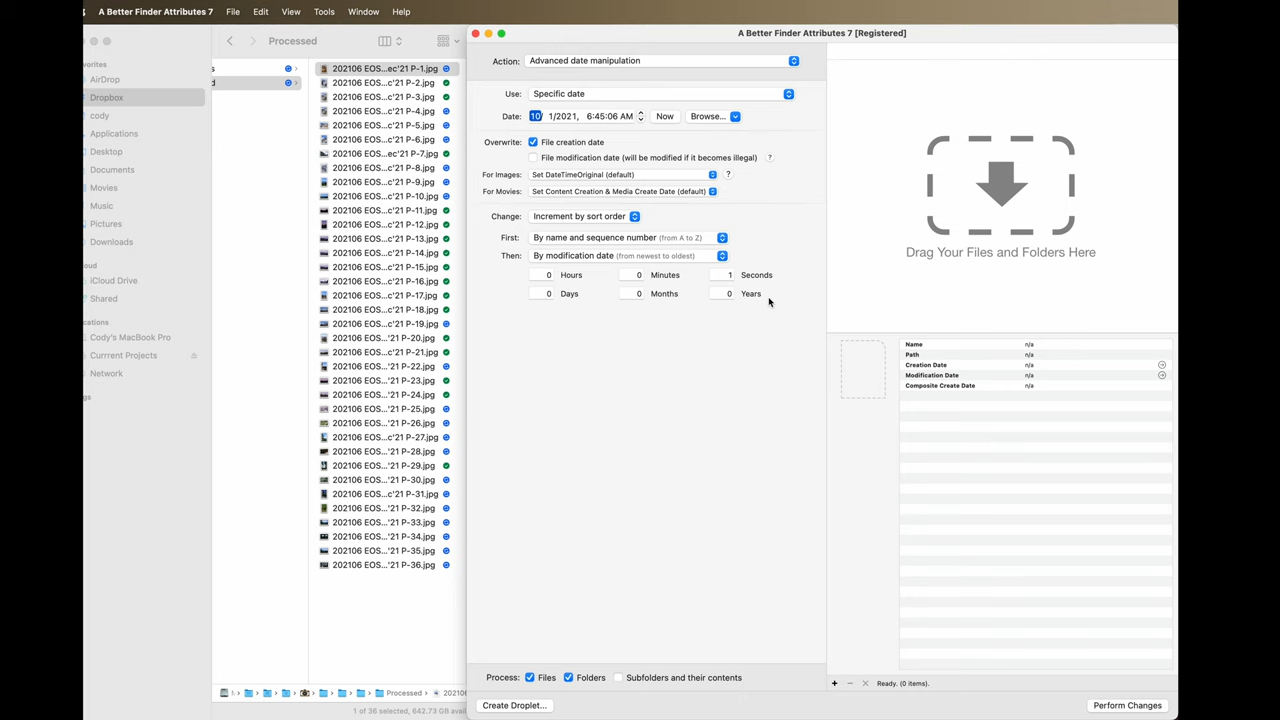 A Better Finder Attributes 7 File Edit View Tools Window Help
Processed
AirDrop
Dropbox
cody
Applications
Desktop
Documents
Movies
Music
Pictures
Downloads
iCloud Drive
Shared
Cody's MacBook Pro
Currrent Projects
Network
202106 EOS...ec'21 P-1.jpg
202106 EOS...c'21 P-2.jpg
202106 EOS...c'21 P-3.jpg
202106 EOS...c'21 P-4.jpg
202106 EOS...c'21 P-5.jpg
202106 EOS...c'21 P-6.jpg
202106 EOS...ec'21 P-7.jpg
202106 EOS...c'21 P-8.jpg
202106 EOS...c'21 P-9.jpg
202106 EOS...'21 P-10.jpg
202106 EOS...c'21 P-11.jpg
202106 EOS...'21 P-12.jpg
202106 EOS...'21 P-13.jpg
202106 EOS...'21 P-14.jpg
202106 EOS...'21 P-15.jpg
202106 EOS...'21 P-16.jpg
202106 EOS...'21 P-17.jpg
202106 EOS...'21 P-18.jpg
202106 EOS...'21 P-19.jpg
202106 EOS...'21 P-20.jpg
202106 EOS...'21 P-21.jpg
202106 EOS...'21 P-22.jpg
202106 EOS...'21 P-23.jpg
202106 EOS...'21 P-24.jpg
202106 EOS...'21 P-25.jpg
202106 EOS...'21 P-26.jpg
202106 EOS...'21 P-27.jpg
202106 EOS...'21 P-28.jpg
202106 EOS...'21 P-29.jpg
202106 EOS...'21 P-30.jpg
202106 EOS...c'21 P-31.jpg
202106 EOS...'21 P-32.jpg
202106 EOS...'21 P-33.jpg
202106 EOS...'21 P-34.jpg
202106 EOS...'21 P-35.jpg
202106 EOS...'21 P-36.jpg
Processed
1 of 36 selected, 642.73 GB
A Better Finder Attributes 7 [Registered]
Action: Advanced date manipulation
Use: Specific date
Date: 10/ 1/2021, 6:45:06 AM Now Browse...
Overwrite: File creation date
File modification date (will be modified if it becomes illegal) ?
For Images: Set DateTimeOriginal (default) ?
For Movies: Set Content Creation & Media Create Date (default)
Change: Increment by sort order
First: By name and sequence number (from A to Z)
Then: By modification date (from newest to oldest)
0 Hours 0 Minutes 1 Seconds
0 Days 0 Months 0 Years
Process: Files Folders Subfolders and their contents
Create Droplet...
Drag Your Files and Folders Here
Name n/a
Path n/a
Creation Date n/a
Modification Date n/a
Composite Create Date n/a
Ready. (0 items).
Perform Changes